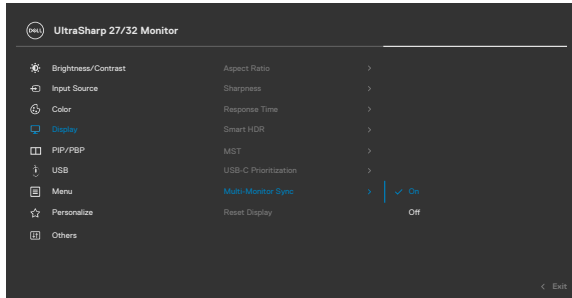 DELL
UltraSharp 27/32 Monitor
Brightness/Contrast
Aspect Ratio
Input Source
Sharpness
Color
Response Time
Display
Smart HDR
PIP/PBP
MST
USB
USB-C Prioritization
Menu
Multi-Monitor Sync
On
Personalize
Reset Display
Off
Others
Exit